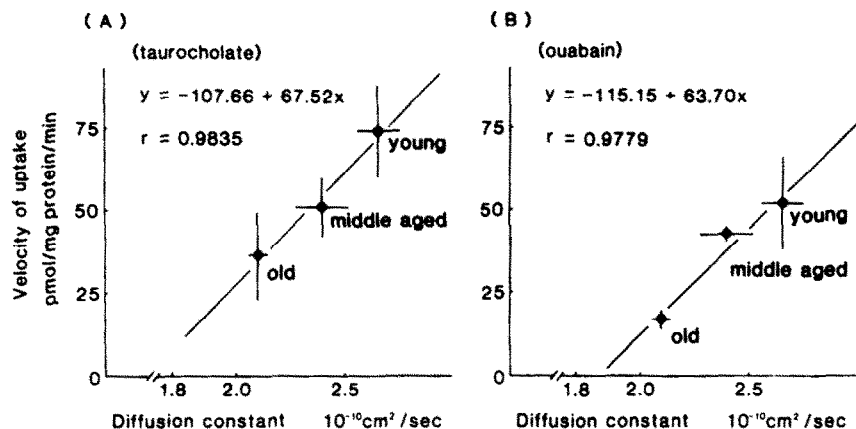 ( A )
(taurocholate)
y = -107.66 + 67.52x
r = 0.9835
young
middle aged
old
Velocity of uptake
pmol/mg protein/min
75
50
25
0
1.8
2.0
2.5
Diffusion constant 10⁻¹⁰cm²/sec
( B )
(ouabain)
y = -115.15 + 63.70x
r = 0.9779
young
middle aged
old
75
50
25
0
1.8
2.0
2.5
Diffusion constant 10⁻¹⁰cm²/sec